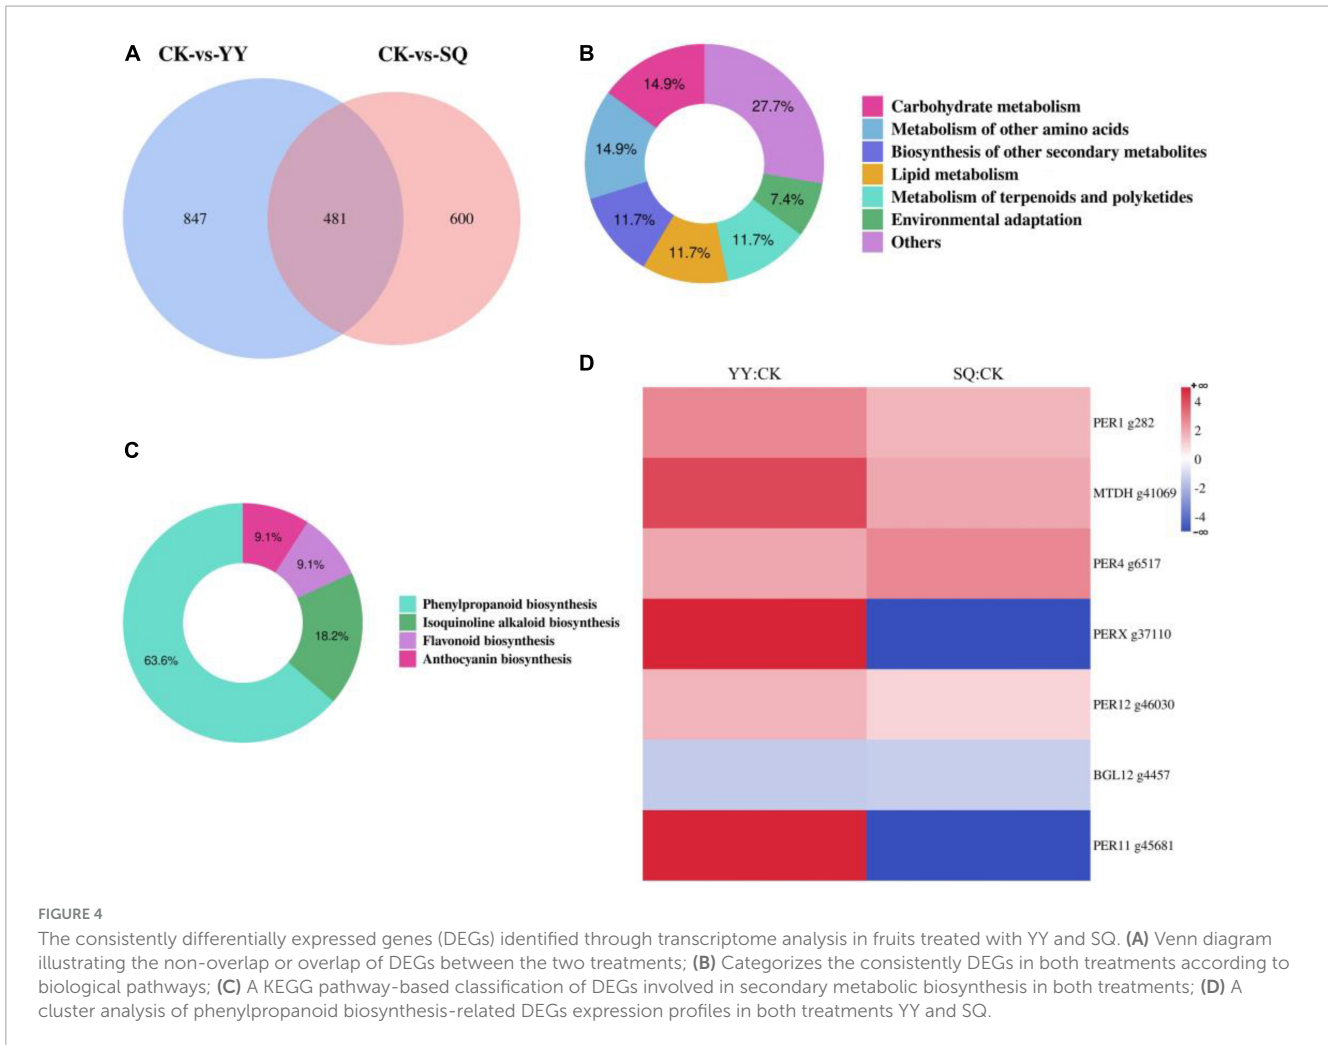 A
CK-vs-YY
CK-vs-SQ
847
481
600
B
14.9%
27.7%
14.9%
7.4%
11.7%
11.7%
11.7%
Carbohydrate metabolism
Metabolism of other amino acids
Biosynthesis of other secondary metabolites
Lipid metabolism
Metabolism of terpenoids and polyketides
Environmental adaptation
Others
C
9.1%
9.1%
18.2%
63.6%
Phenylpropanoid biosynthesis
Isoquinoline alkaloid biosynthesis
Flavonoid biosynthesis
Anthocyanin biosynthesis
D
YY:CK
SQ:CK
PER1 g282
MTDH g41069
PER4 g6517
PERX g37110
PER12 g46030
BGL12 g4457
PER11 g45681
+∞
4
2
0
-2
-4
-∞
FIGURE 4
The consistently differentially expressed genes (DEGs) identified through transcriptome analysis in fruits treated with YY and SQ. (A) Venn diagram
illustrating the non-overlap or overlap of DEGs between the two treatments; (B) Categorizes the consistently DEGs in both treatments according to
biological pathways; (C) A KEGG pathway-based classification of DEGs involved in secondary metabolic biosynthesis in both treatments; (D) A
cluster analysis of phenylpropanoid biosynthesis-related DEGs expression profiles in both treatments YY and SQ.